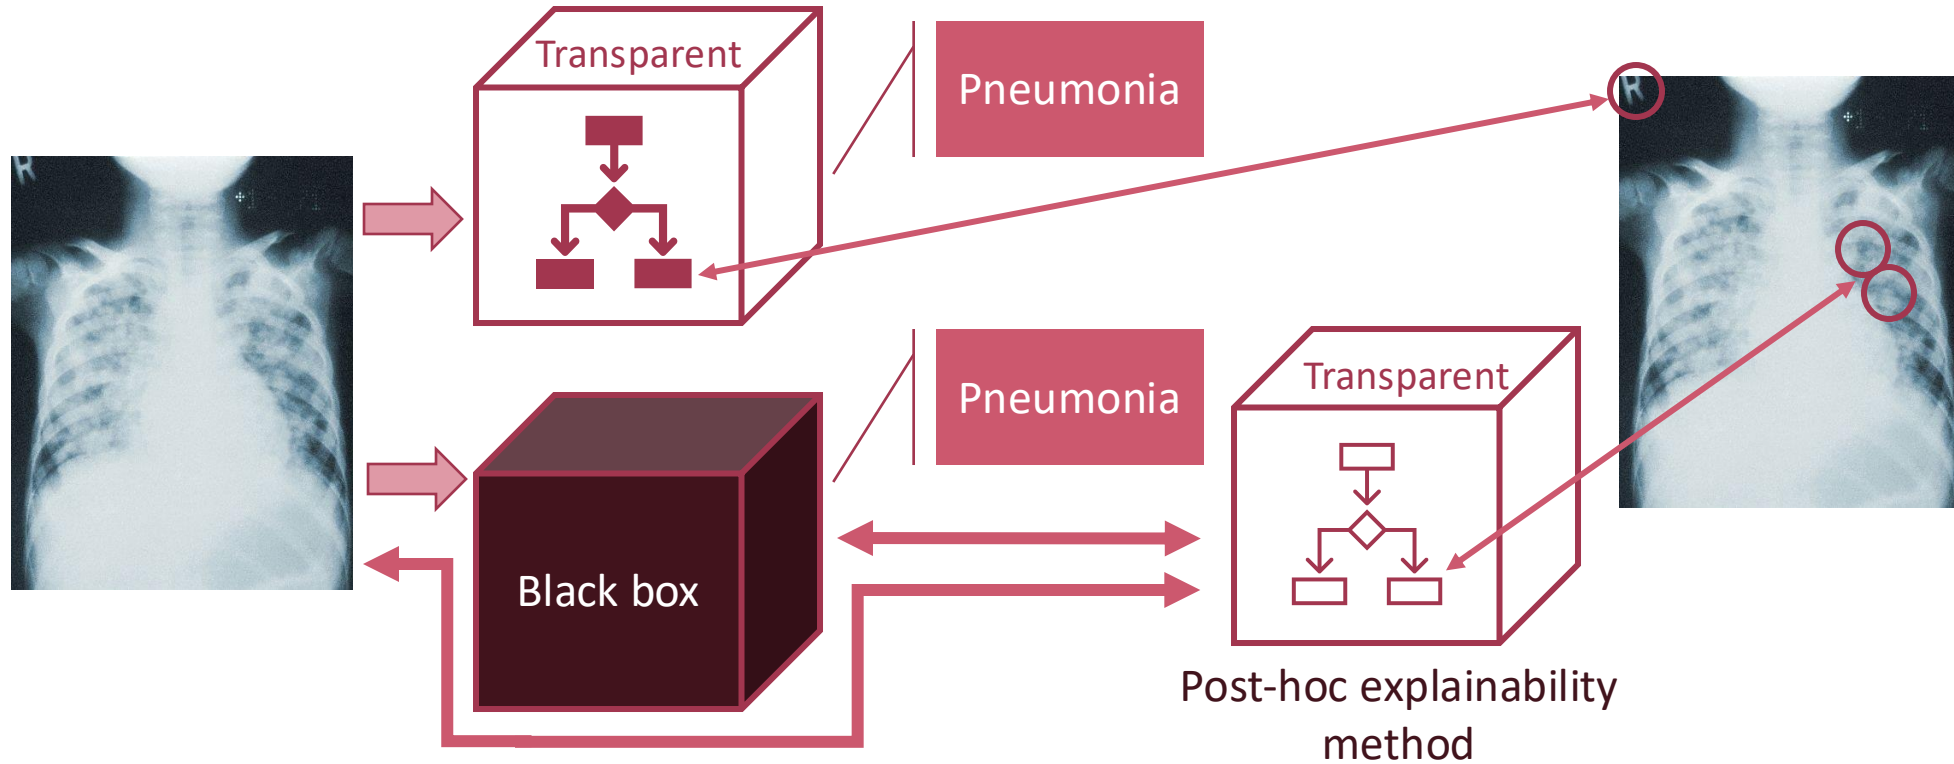 Transparent
Pneumonia
R
R
Pneumonia
Transparent
Black box
Post-hoc explainability
method